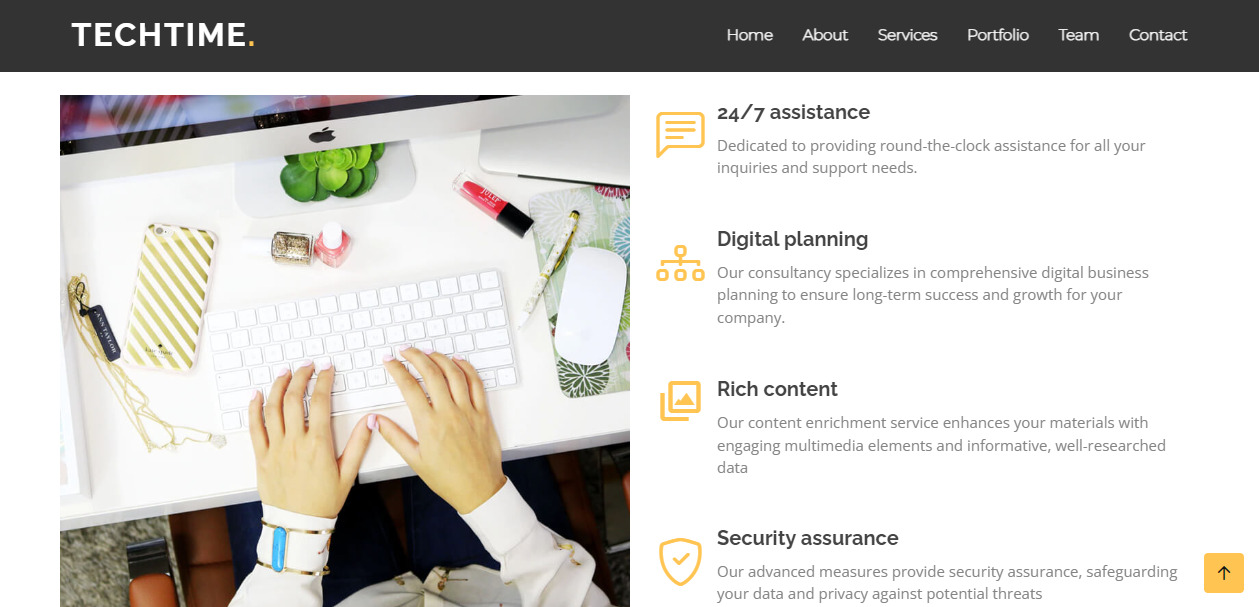 TECHTIME.
Home About Services Portfolio Team Contact
24/7 assistance
Dedicated to providing round-the-clock assistance for all your
inquiries and support needs.
Digital planning
Our consultancy specializes in comprehensive digital business
planning to ensure long-term success and growth for your
company.
Rich content
Our content enrichment service enhances your materials with
engaging multimedia elements and informative, well-researched
data
Security assurance
Our advanced measures provide security assurance, safeguarding
your data and privacy against potential threats
JULEP
ANN TAYLOR